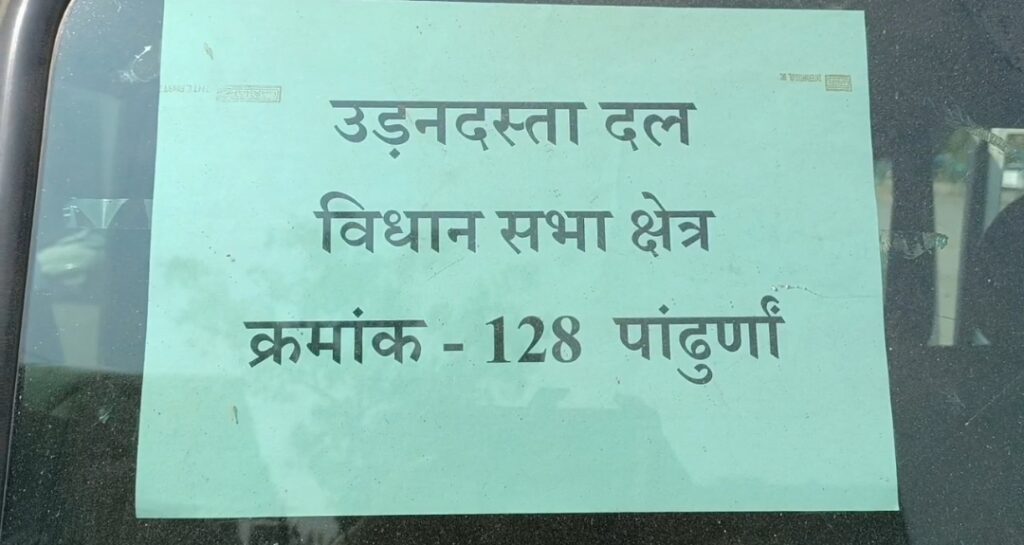 उड़नदस्ता दल
विधान सभा क्षेत्र
क्रमांक - 128 पांढुर्णां